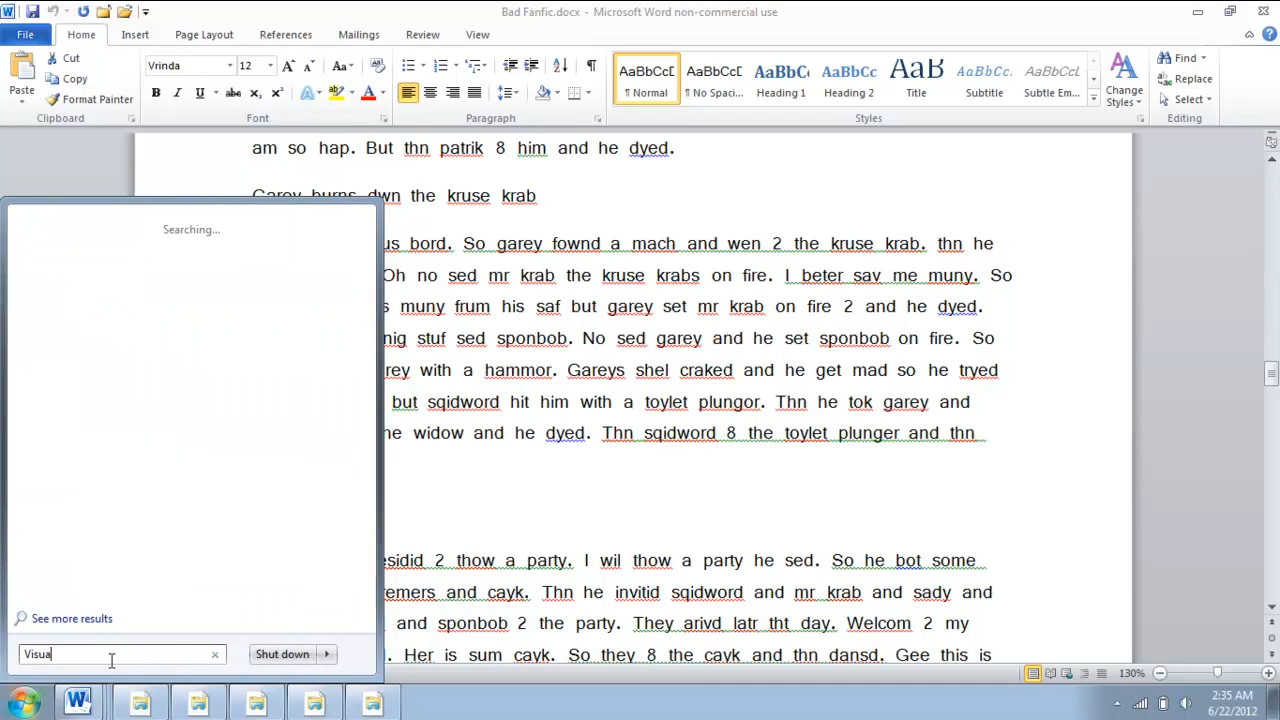 Bad Fanfic.docx - Microsoft Word non-commercial use
File Home Insert Page Layout References Mailings Review View
Paste
Cut
Copy
Format Painter
Clipboard
Vrinda 12
Font
Paragraph
AaBbCcD AaBbCcD AaBbCc AaBbCc AaB AaBbCcD AaBbCcD
¶ Normal ¶ No Spaci... Heading 1 Heading 2 Title Subtitle Subtle Em...
Styles
Change Styles
Find
Replace
Select
Editing
am so hap. But thn patrik 8 him and he dyed.
Garey burns dwn the kruse krab
us bord. So garey fownd a mach and wen 2 the kruse krab. thn he
Oh no sed mr krab the kruse krabs on fire. I beter sav me muny. So
s muny frum his saf but garey set mr krab on fire 2 and he dyed.
nig stuf sed sponbob. No sed garey and he set sponbob on fire. So
rey with a hammor. Gareys shel craked and he get mad so he tryed
but sqidword hit him with a toylet plungor. Thn he tok garey and
he widow and he dyed. Thn sqidword 8 the toylet plunger and thn
esidid 2 thow a party. I wil thow a party he sed. So he bot some
remers and cayk. Thn he invitid sqidword and mr krab and sady and
and sponbob 2 the party. They arivd latr tht day. Welcom 2 my
. Her is sum cayk. So they 8 the cayk and thn dansd. Gee this is
Searching...
See more results
Visua
Shut down
130%
2:35 AM
6/22/2012